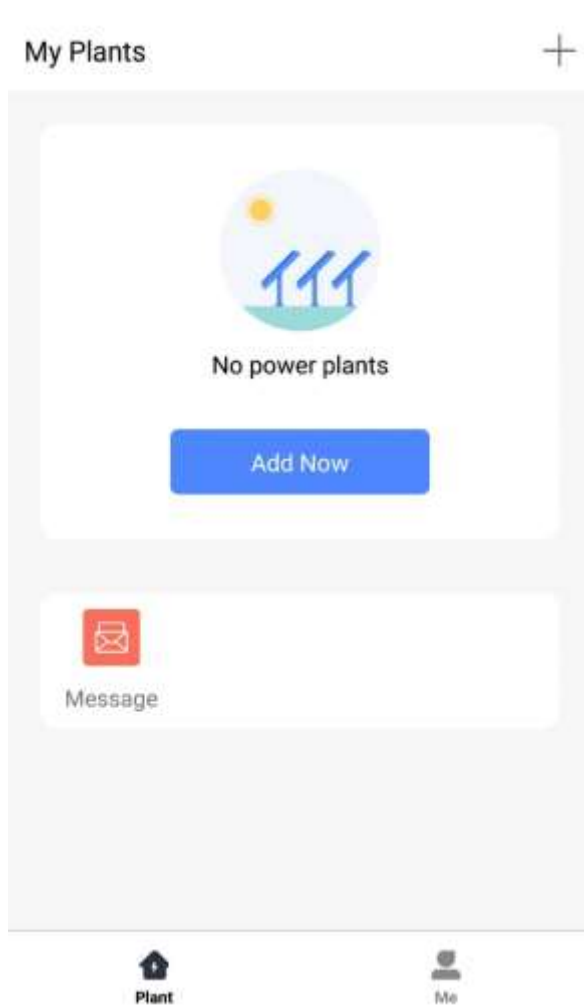 My Plants
No power plants
Add Now
Message
Plant
Me